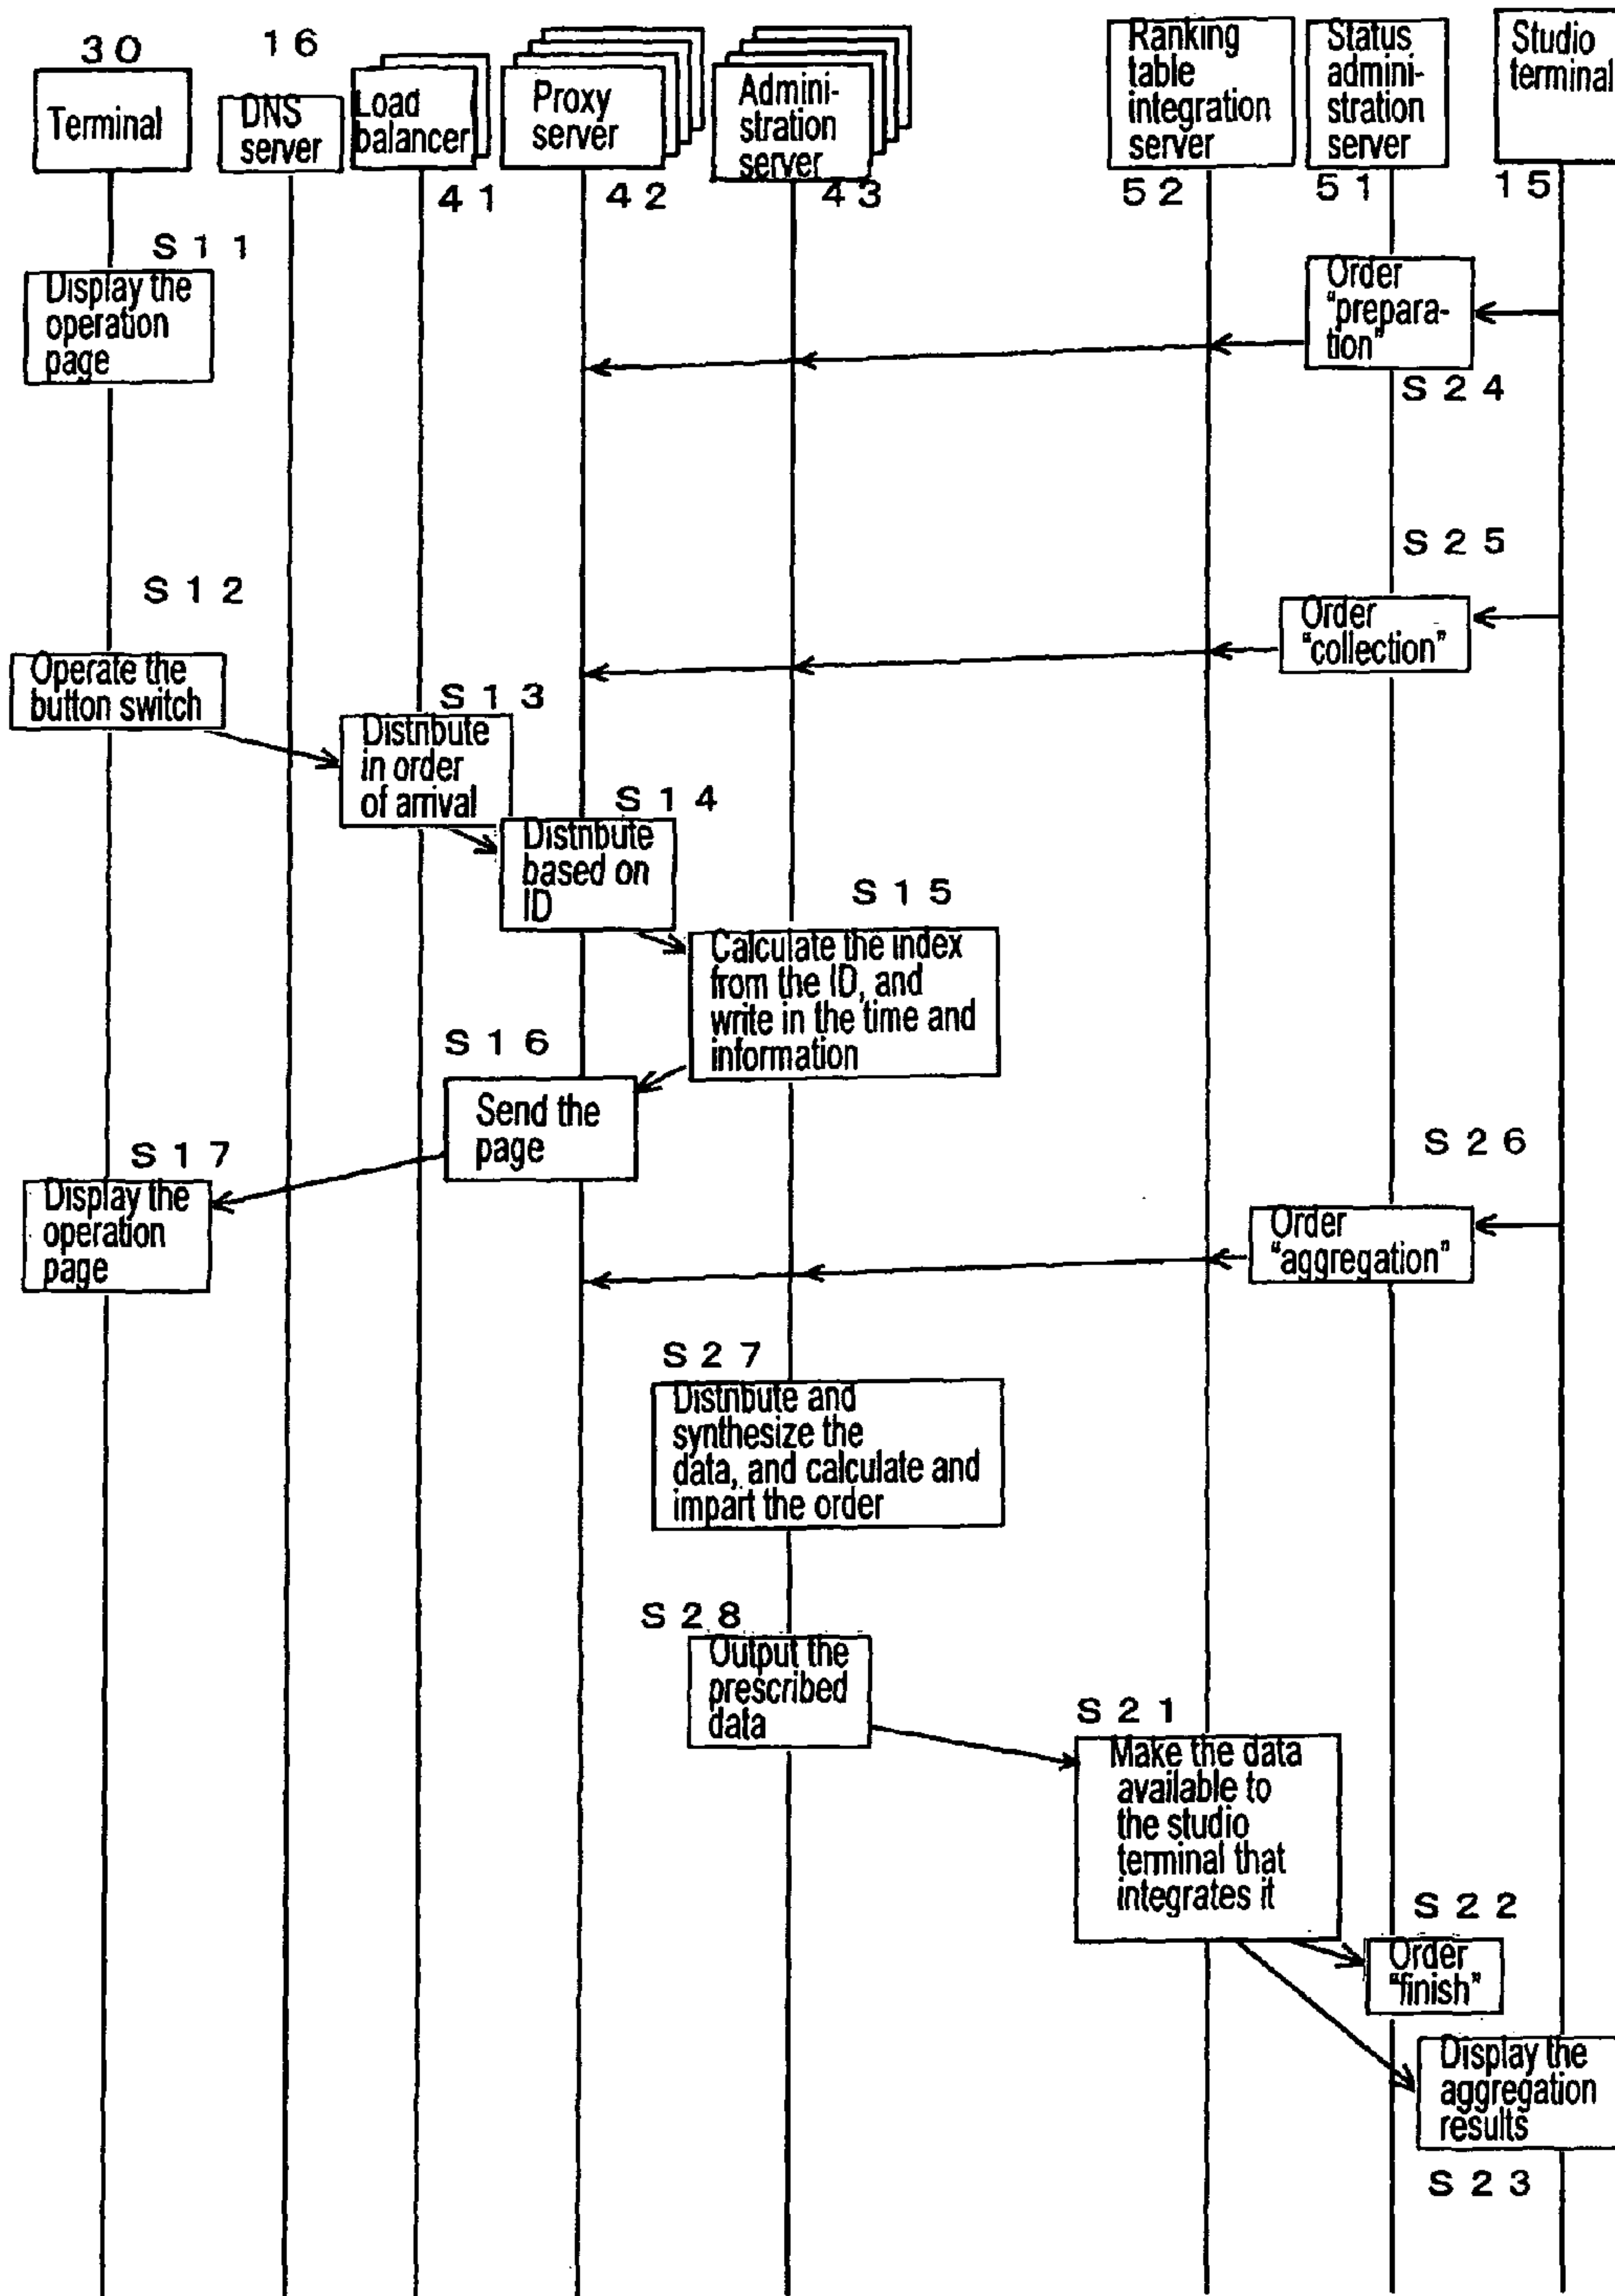 30
Terminal
16
DNS
server
Load
balancer
41
Proxy
server
42
Admini-
stration
server
43
Ranking
table
integration
server
52
Status
admini-
stration
server
51
Studio
terminal
15
S11
Display the
operation
page
Order
"prepara-
tion"
S24
S25
Order
"collection"
S12
Operate the
button switch
S13
Distribute
in order
of arrival
S14
Distribute
based on
ID
S15
Calculate the index
from the ID, and
write in the time and
information
S16
Send the
page
S17
Display the
operation
page
S26
Order
"aggregation"
S27
Distribute and
synthesize the
data, and calculate and
impart the order
S28
Output the
prescribed
data
S21
Make the data
available to
the studio
terminal that
integrates it
S22
Order
"finish"
Display the
aggregation
results
S23